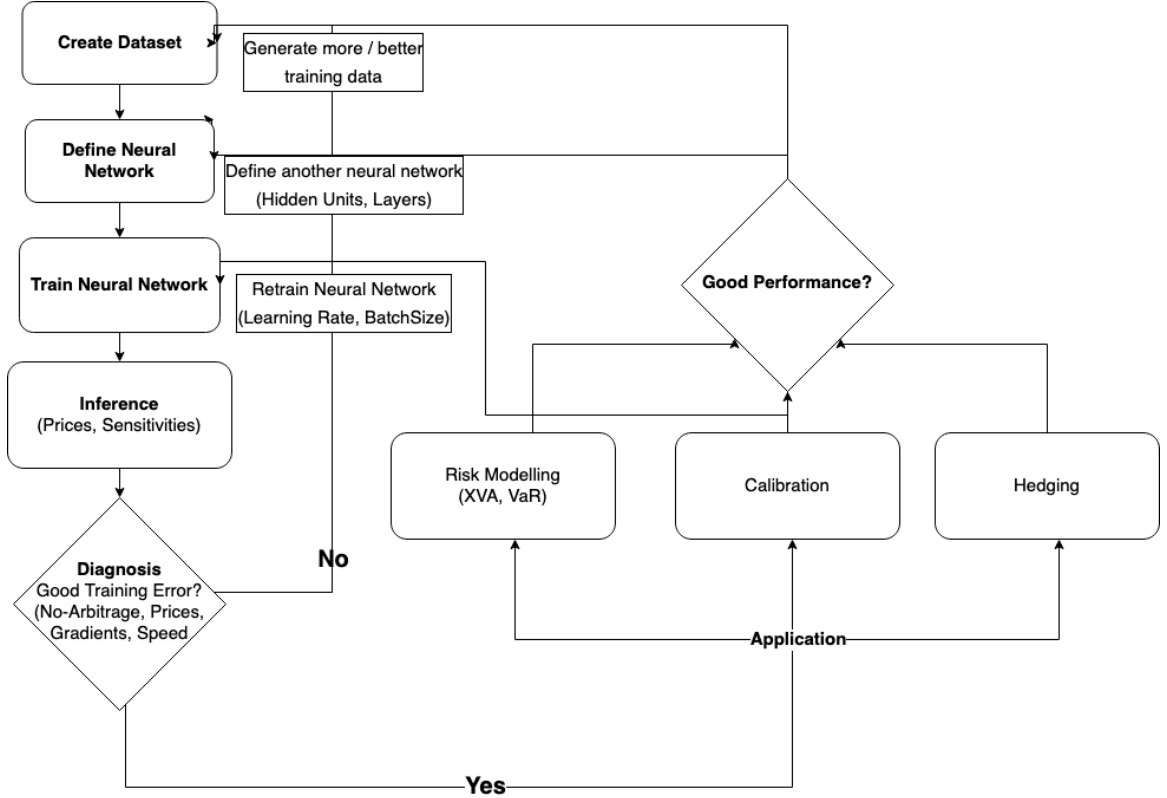 Create Dataset
Generate more / better
training data
Define Neural
Network
Define another neural network
(Hidden Units, Layers)
Train Neural Network
Retrain Neural Network
(Learning Rate, BatchSize)
Good Performance?
Inference
(Prices, Sensitivities)
Risk Modelling
(XVA, VaR)
Calibration
Hedging
No
Diagnosis
Good Training Error?
(No-Arbitrage, Prices,
Gradients, Speed
Application
Yes